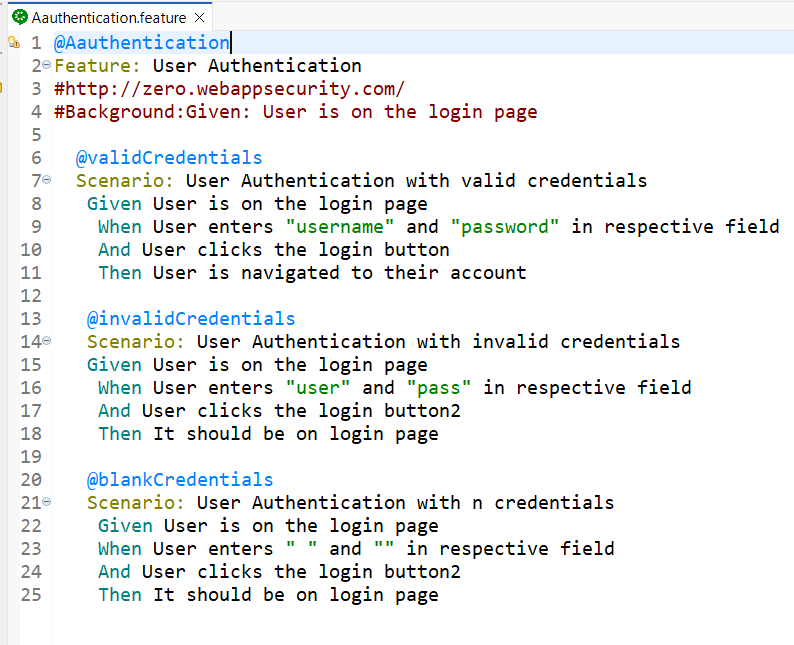 Aauthentication.feature
1 @Aauthentication
2 Feature: User Authentication
3 #http://zero.webappsecurity.com/
4 #Background:Given: User is on the login page
5
6 @validCredentials
7 Scenario: User Authentication with valid credentials
8 Given User is on the login page
9 When User enters "username" and "password" in respective field
10 And User clicks the login button
11 Then User is navigated to their account
12
13 @invalidCredentials
14 Scenario: User Authentication with invalid credentials
15 Given User is on the login page
16 When User enters "user" and "pass" in respective field
17 And User clicks the login button2
18 Then It should be on login page
19
20 @blankCredentials
21 Scenario: User Authentication with n credentials
22 Given User is on the login page
23 When User enters " " and "" in respective field
24 And User clicks the login button2
25 Then It should be on login page